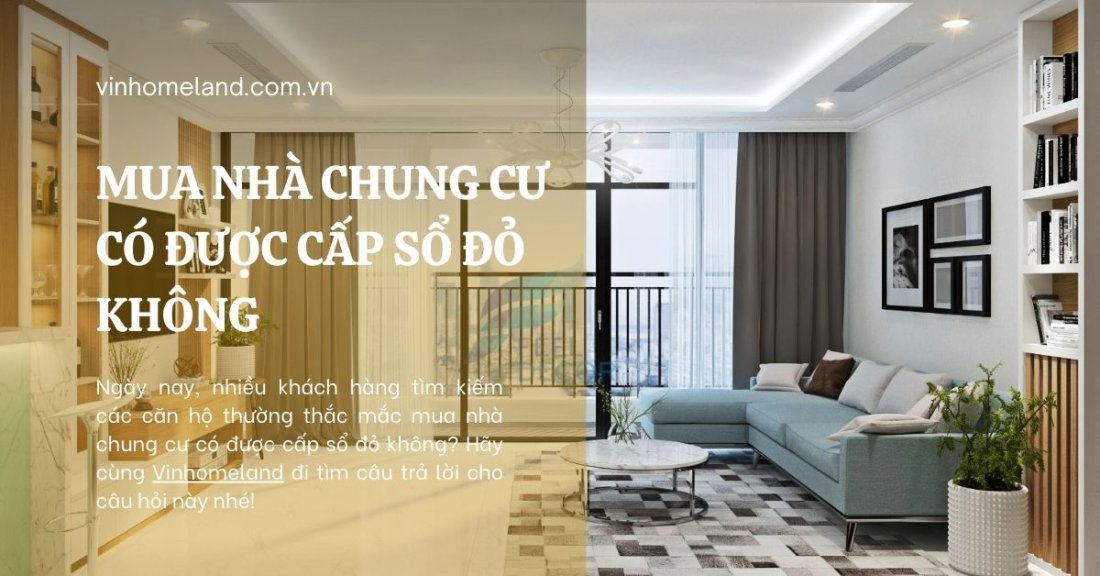 vinhomeland.com.vn
MUA NHÀ CHUNG CƯ
CÓ ĐƯỢC CẤP SỔ ĐỎ
KHÔNG
Ngày nay, nhiều khách hàng tìm kiếm
các căn hộ thường thắc mắc mua nhà
chung cư có được cấp sổ đỏ không? Hãy
cùng Vinhomeland đi tìm câu trả lời cho
câu hỏi này nhé!